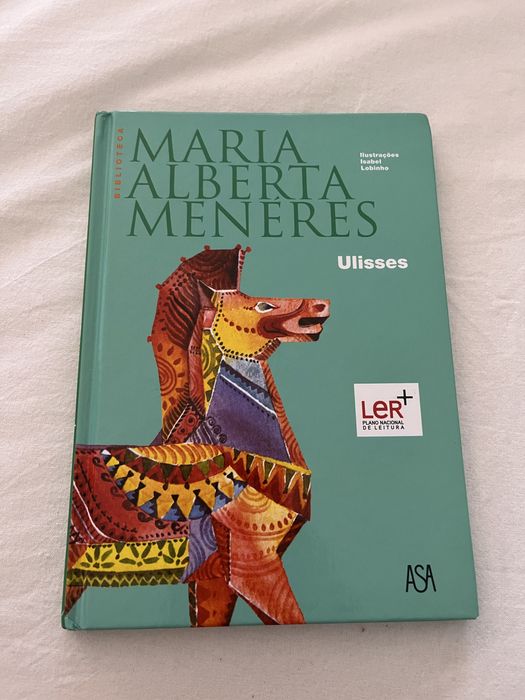 BIBLIOTECA
MARIA
ALBERTA
MENÉRES
Ilustrações
Isabel
Lobinho
Ulisses
LeR+
PLANO NACIONAL
DE LEITURA
ASA